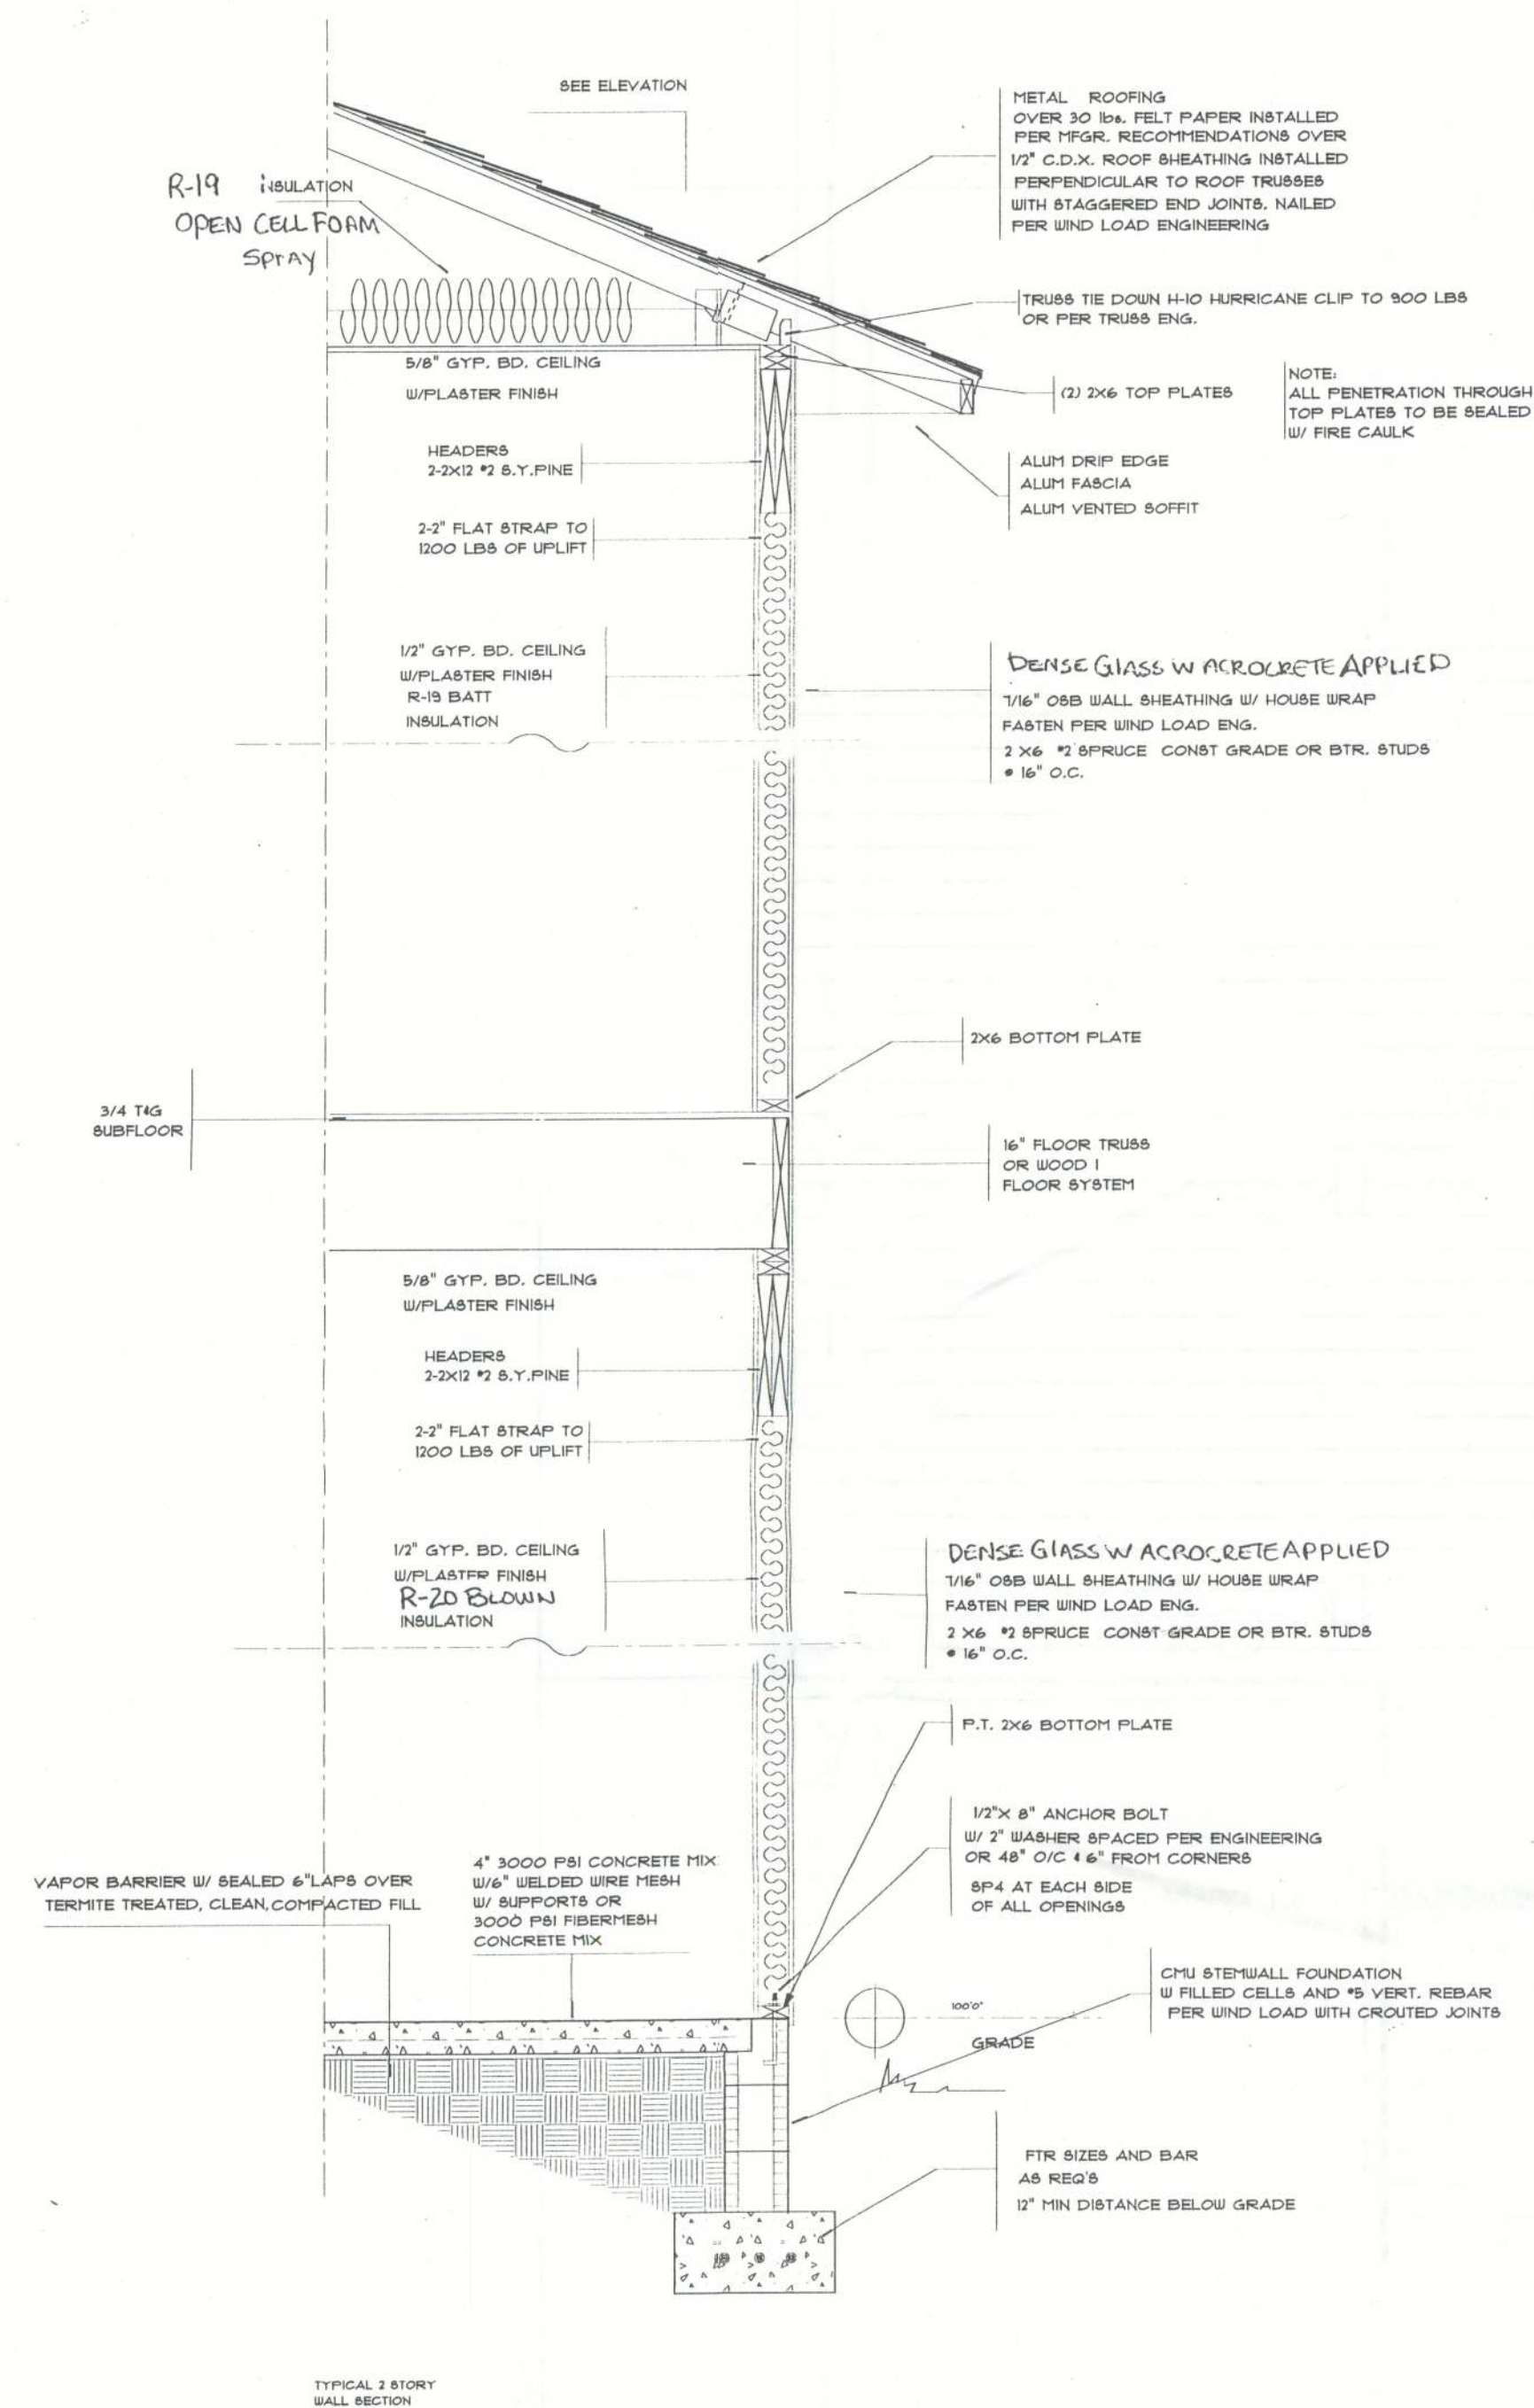 SEE ELEVATION
METAL ROOFING
OVER 30 lbs. FELT PAPER INSTALLED
PER MFGR. RECOMMENDATIONS OVER
1/2" C.D.X. ROOF SHEATHING INSTALLED
PERPENDICULAR TO ROOF TRUSSES
WITH STAGGERED END JOINTS. NAILED
PER WIND LOAD ENGINEERING
R-19 INSULATION
OPEN CELL FOAM
SPrAY
TRUSS TIE DOWN H-10 HURRICANE CLIP TO 900 LBS
OR PER TRUSS ENG.
5/8" GYP. BD. CEILING
W/PLASTER FINISH
(2) 2X6 TOP PLATES
NOTE:
ALL PENETRATION THROUGH
TOP PLATES TO BE SEALED
W/ FIRE CAULK
HEADERS
2-2X12 #2 S.Y.PINE
ALUM DRIP EDGE
ALUM FASCIA
ALUM VENTED SOFFIT
2-2" FLAT STRAP TO
1200 LBS OF UPLIFT
1/2" GYP. BD. CEILING
W/PLASTER FINISH
R-19 BATT
INSULATION
DENSE GLASS W ACROCRETE APPLIED
7/16" OSB WALL SHEATHING W/ HOUSE WRAP
FASTEN PER WIND LOAD ENG.
2 X6 #2 SPRUCE CONST GRADE OR BTR. STUDS
@ 16" O.C.
2X6 BOTTOM PLATE
3/4 T&G
SUBFLOOR
16" FLOOR TRUSS
OR WOOD I
FLOOR SYSTEM
5/8" GYP. BD. CEILING
W/PLASTER FINISH
HEADERS
2-2X12 #2 S.Y.PINE
2-2" FLAT STRAP TO
1200 LBS OF UPLIFT
1/2" GYP. BD. CEILING
W/PLASTER FINISH
R-20 BLOWN
INSULATION
DENSE GLASS W ACROCRETE APPLIED
7/16" OSB WALL SHEATHING W/ HOUSE WRAP
FASTEN PER WIND LOAD ENG.
2 X6 #2 SPRUCE CONST GRADE OR BTR. STUDS
@ 16" O.C.
P.T. 2X6 BOTTOM PLATE
1/2"X 8" ANCHOR BOLT
W/ 2" WASHER SPACED PER ENGINEERING
OR 48" O/C & 6" FROM CORNERS
SP4 AT EACH SIDE
OF ALL OPENINGS
VAPOR BARRIER W/ SEALED 6"LAPS OVER
TERMITE TREATED, CLEAN, COMPACTED FILL
4" 3000 PSI CONCRETE MIX
W/6" WELDED WIRE MESH
W/ SUPPORTS OR
3000 PSI FIBERMESH
CONCRETE MIX
CMU STEMWALL FOUNDATION
W FILLED CELLS AND #5 VERT. REBAR
PER WIND LOAD WITH CROUTED JOINTS
100'0"
GRADE
FTR SIZES AND BAR
AS REQ'S
12" MIN DISTANCE BELOW GRADE
TYPICAL 2 STORY
WALL SECTION